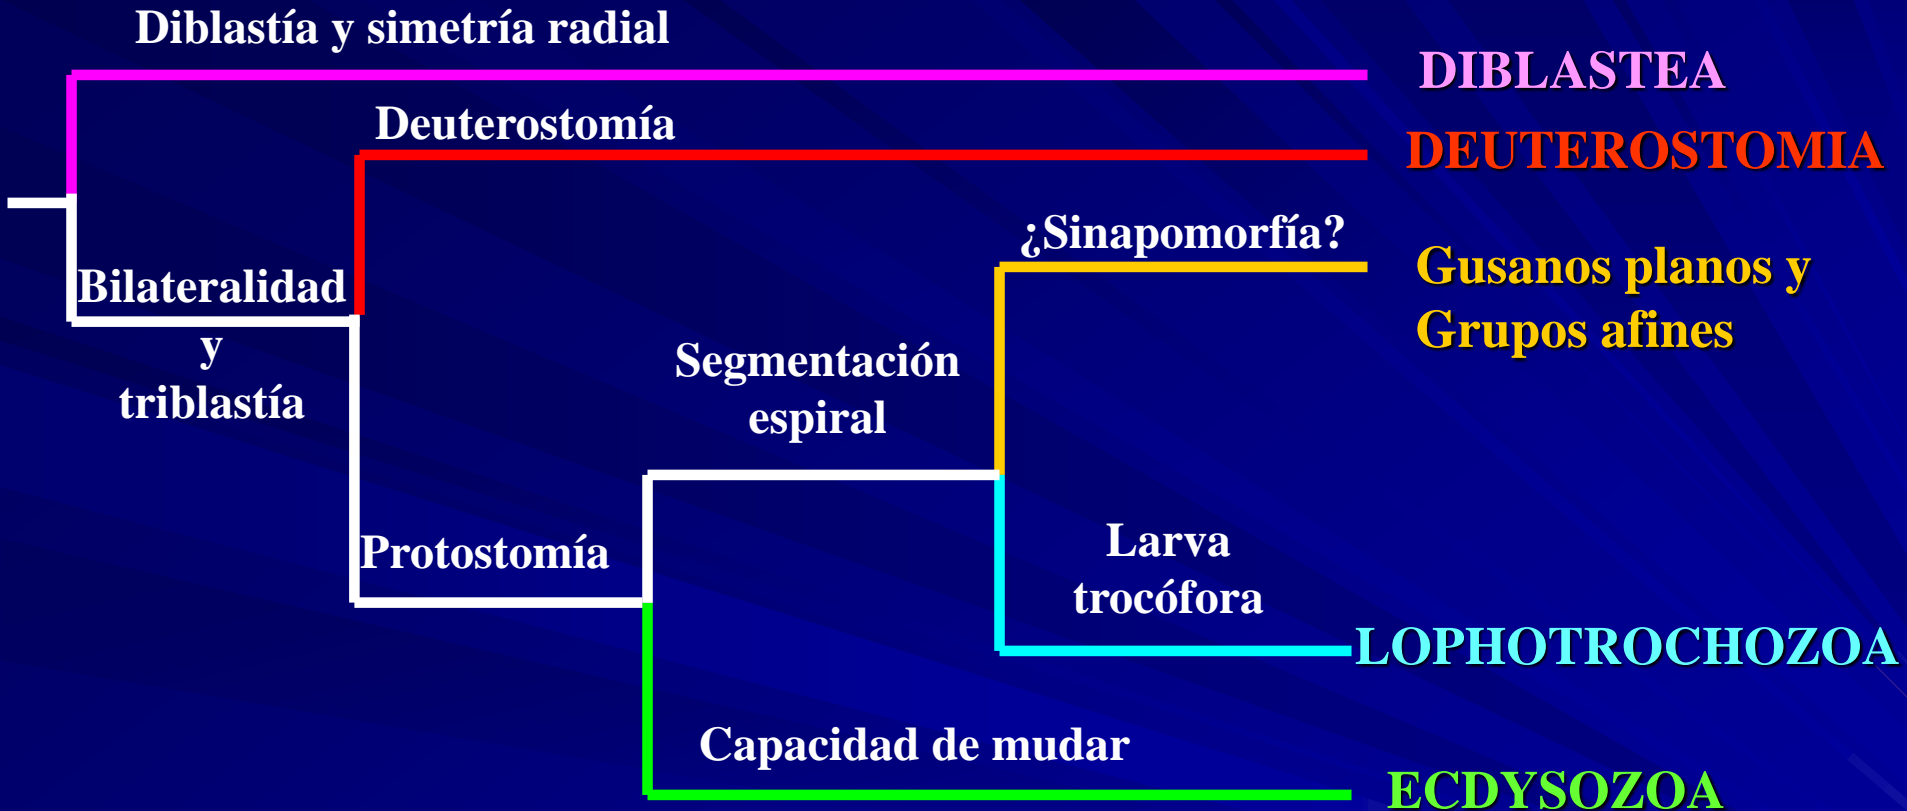 Diblastía y simetría radial
DIBLASTEA
Deuterostomía
DEUTEROSTOMIA
¿Sinapomorfía?
Gusanos planos y
Grupos afines
Bilateralidad
y
triblastía
Segmentación
espiral
Protostomía
Larva
trocófora
LOPHOTROCHOZOA
Capacidad de mudar
ECDYSOZOA